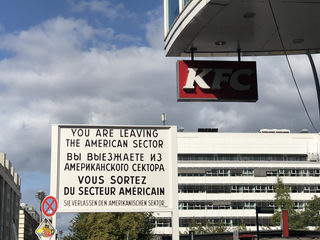 KFC
YOU ARE LEAVING
THE AMERICAN SECTOR
ВЫ ВЫЕЗЖАЕТЕ ИЗ
АМЕРИКАНСКОГО СЕКТОРА
VOUS SORTEZ
DU SECTEUR AMÉRICAIN
SIE VERLASSEN DEN AMERIKANISCHEN SEKTOR